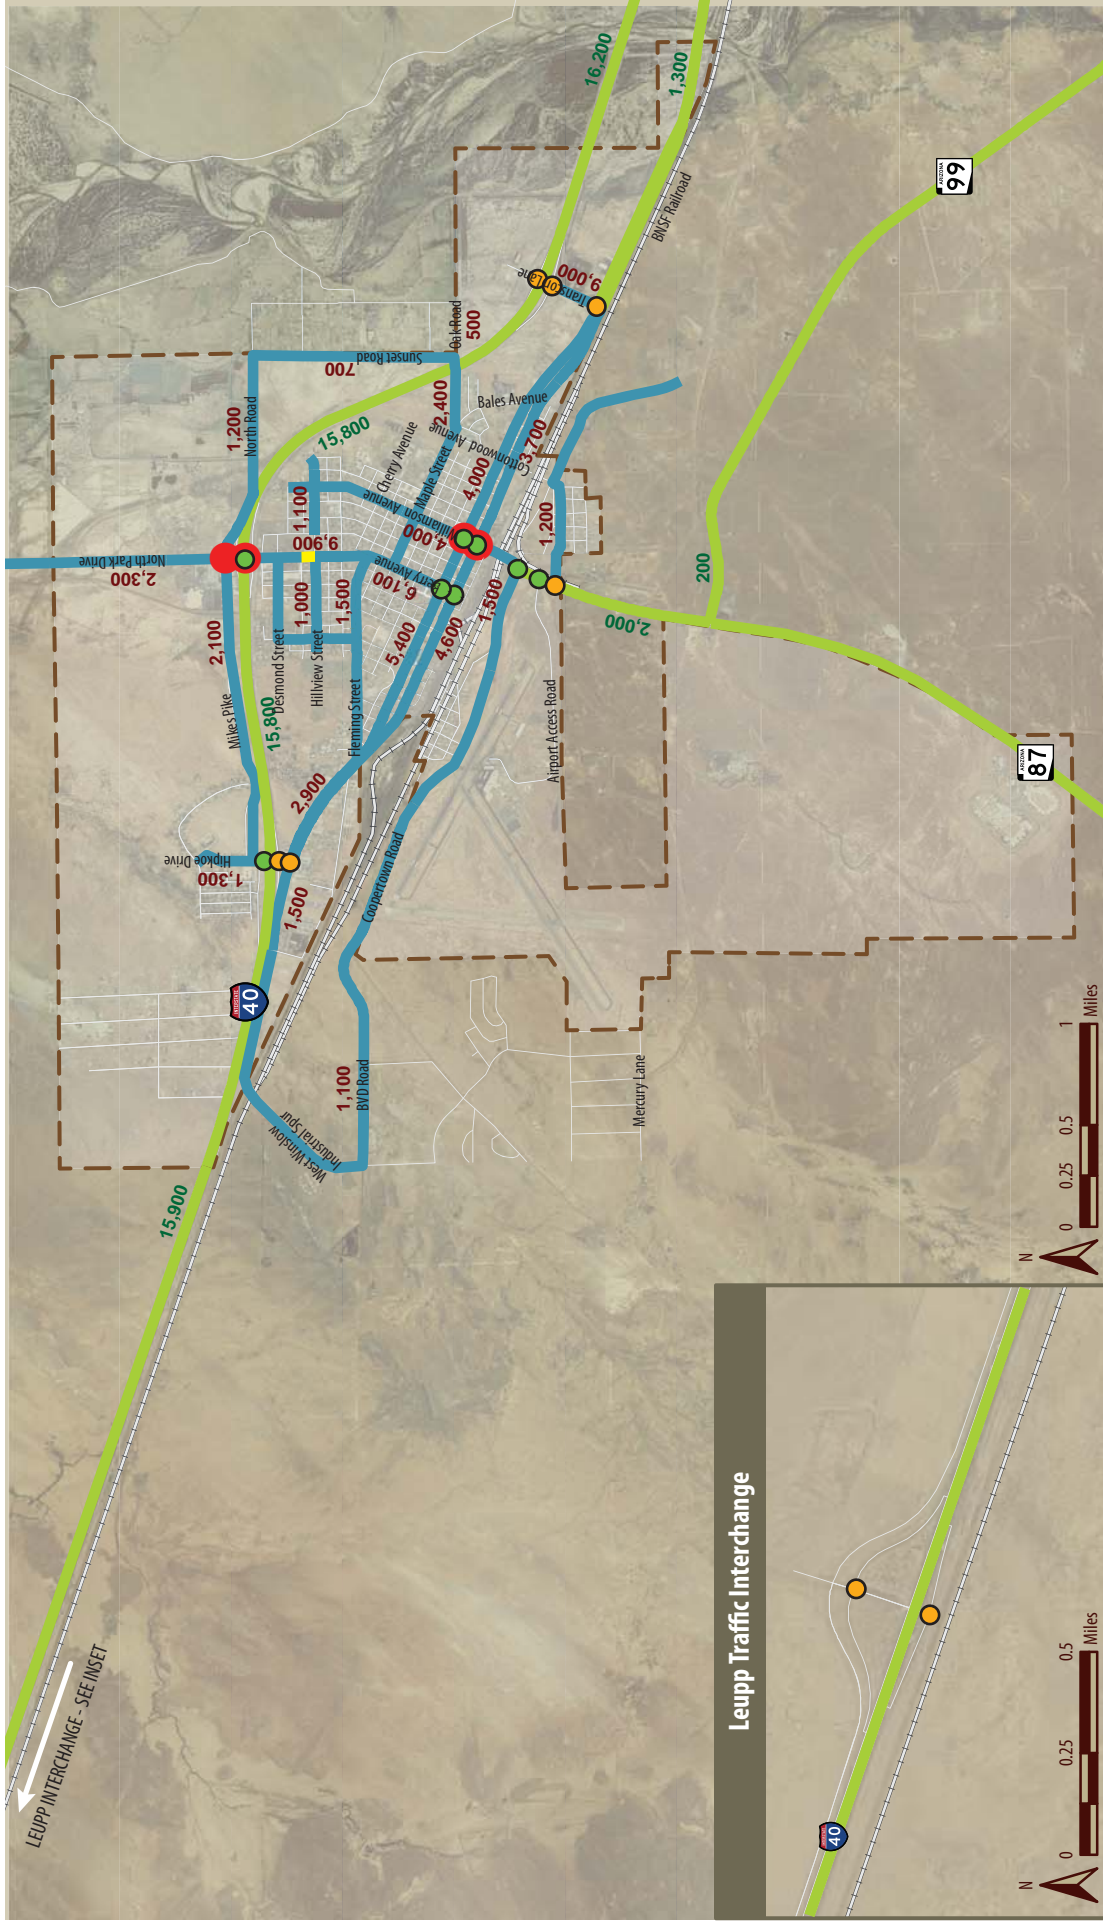 LEUPP INTERCHANGE - SEE INSET
15,900
INTERSTATE
40
Hipkoe Drive
1,300
Mikes Pike
2,100
North Park Drive
2,300
North Road
1,200
Sunset Road
700
15,800
15,800
Oak Road
500
16,200
1,300
BNSF Railroad
Transcon Lane
9,000
Bales Avenue
2,400
Cottonwood Avenue
Cherry Avenue
Maple Street
Williamson Avenue
4,000
4,000
3,700
1,100
9,900
1,000
1,500
Desmond Street
Hillview Street
Fleming Street
Berry Avenue
6,100
5,400
4,600
1,500
1,200
2,900
1,500
Coopertown Road
West Winslow
Industrial Spur
1,100
BVD Road
Airport Access Road
Mercury Lane
2,000
200
ARIZONA
99
ARIZONA
87
N
0
0.25
0.5
1
Miles
Leupp Traffic Interchange
INTERSTATE
40
N
0
0.25
0.5
Miles